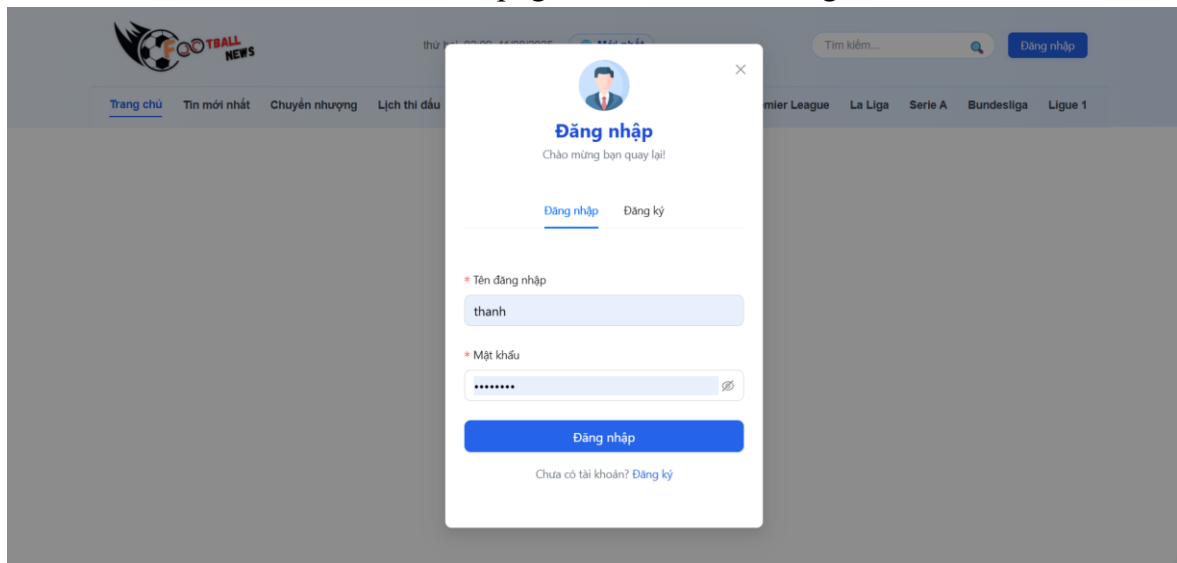 FOOTBALL
NEWS
Mới nhất
Tìm kiếm...
Đăng nhập
Trang chủ Tin mới nhất Chuyển nhượng Lịch thi đấu
League La Liga Serie A Bundesliga Ligue 1
Đăng nhập
Chào mừng bạn quay lại!
Đăng nhập Đăng ký
* Tên đăng nhập
thanh
* Mật khẩu
••••••••
Đăng nhập
Chưa có tài khoản? Đăng ký